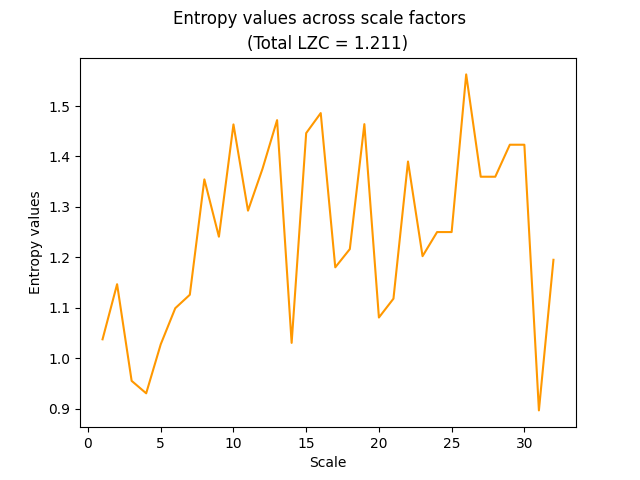 Entropy values across scale factors
(Total LZC = 1.211)
Entropy values
1.5
1.4
1.3
1.2
1.1
1.0
0.9
0 5 10 15 20 25 30
Scale